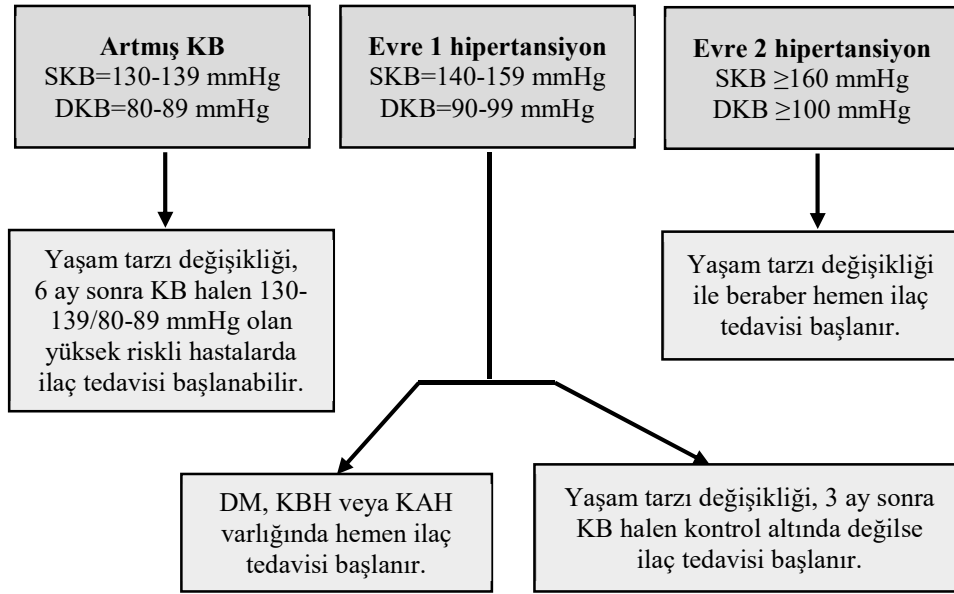 Artmış KB
SKB=130-139 mmHg
DKB=80-89 mmHg
Evre 1 hipertansiyon
SKB=140-159 mmHg
DKB=90-99 mmHg
Evre 2 hipertansiyon
SKB ≥160 mmHg
DKB ≥100 mmHg
Yaşam tarzı değişikliği,
6 ay sonra KB halen 130-
139/80-89 mmHg olan
yüksek riskli hastalarda
ilaç tedavisi başlanabilir.
Yaşam tarzı değişikliği
ile beraber hemen ilaç
tedavisi başlanır.
DM, KBH veya KAH
varlığında hemen ilaç
tedavisi başlanır.
Yaşam tarzı değişikliği, 3 ay sonra
KB halen kontrol altında değilse
ilaç tedavisi başlanır.